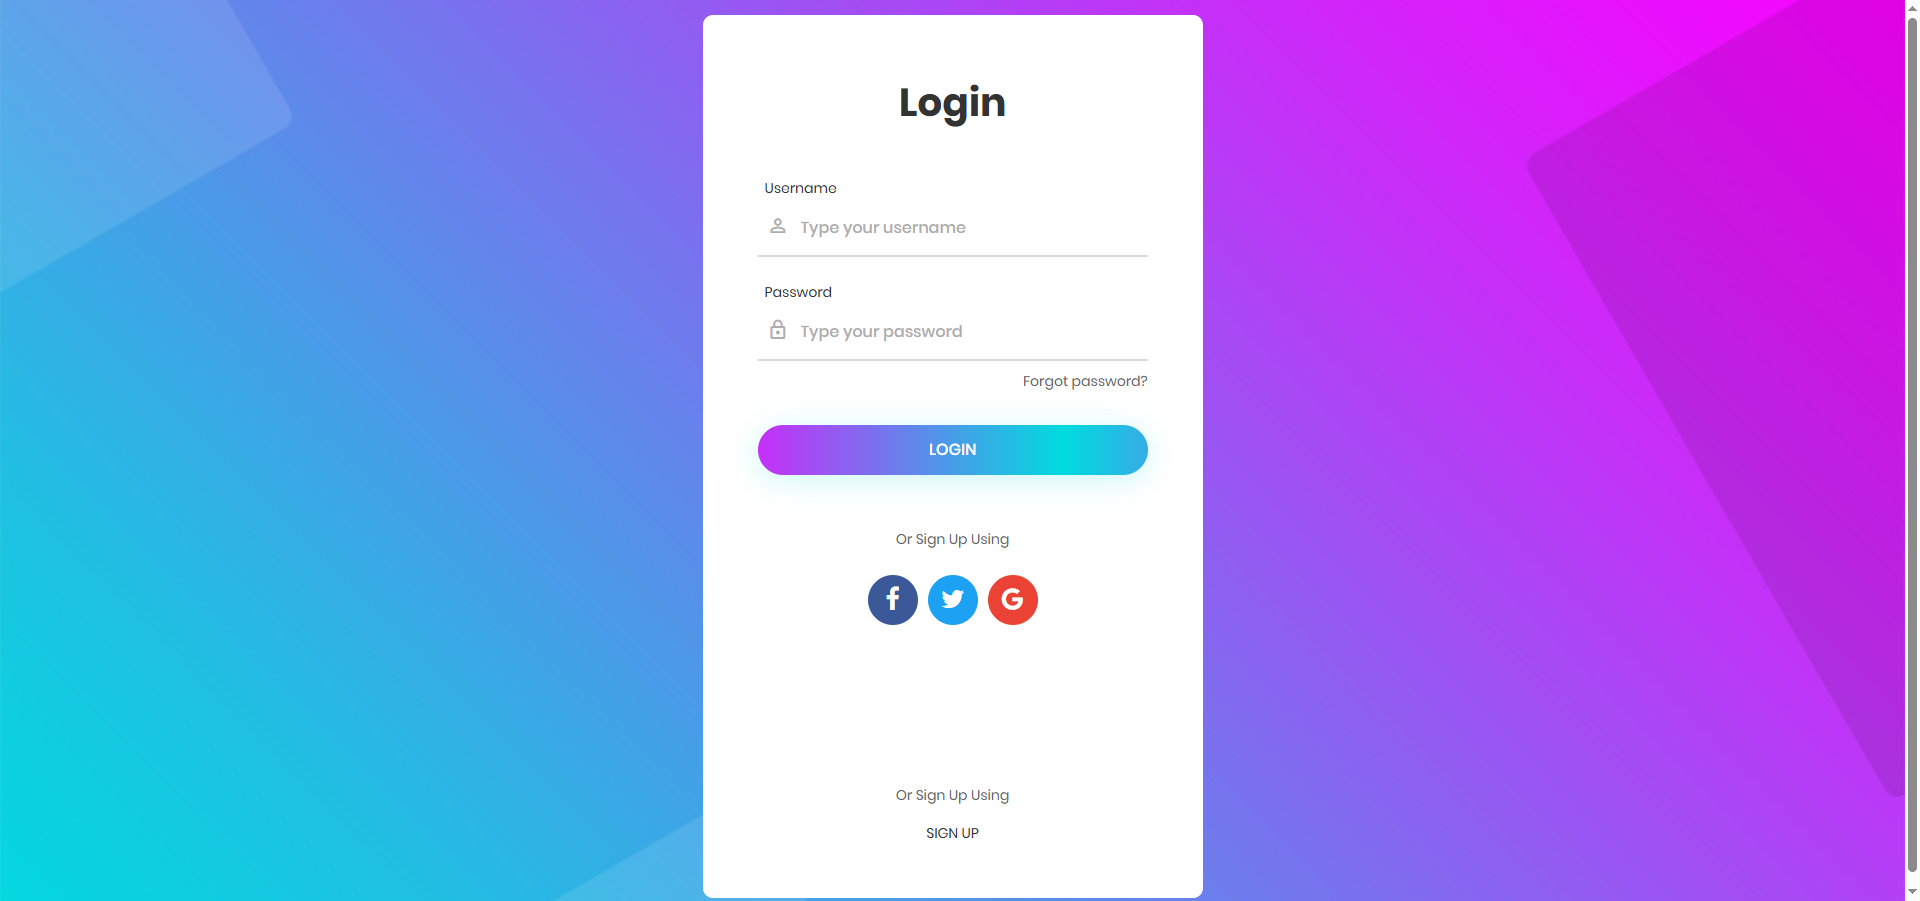 Login
Username
Type your username
Password
Type your password
Forgot password?
LOGIN
Or Sign Up Using
Or Sign Up Using
SIGN UP